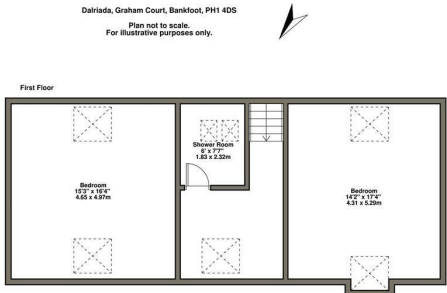 Dalriada, Graham Court, Bankfoot, PH1 4DS
Plan not to scale.
For illustrative purposes only.
First Floor
Shower Room
6' x 7'7"
1.83 x 2.32m
Bedroom
15'3" x 16'4"
4.65 x 4.97m
Bedroom
14'2" x 17'4"
4.31 x 5.29m